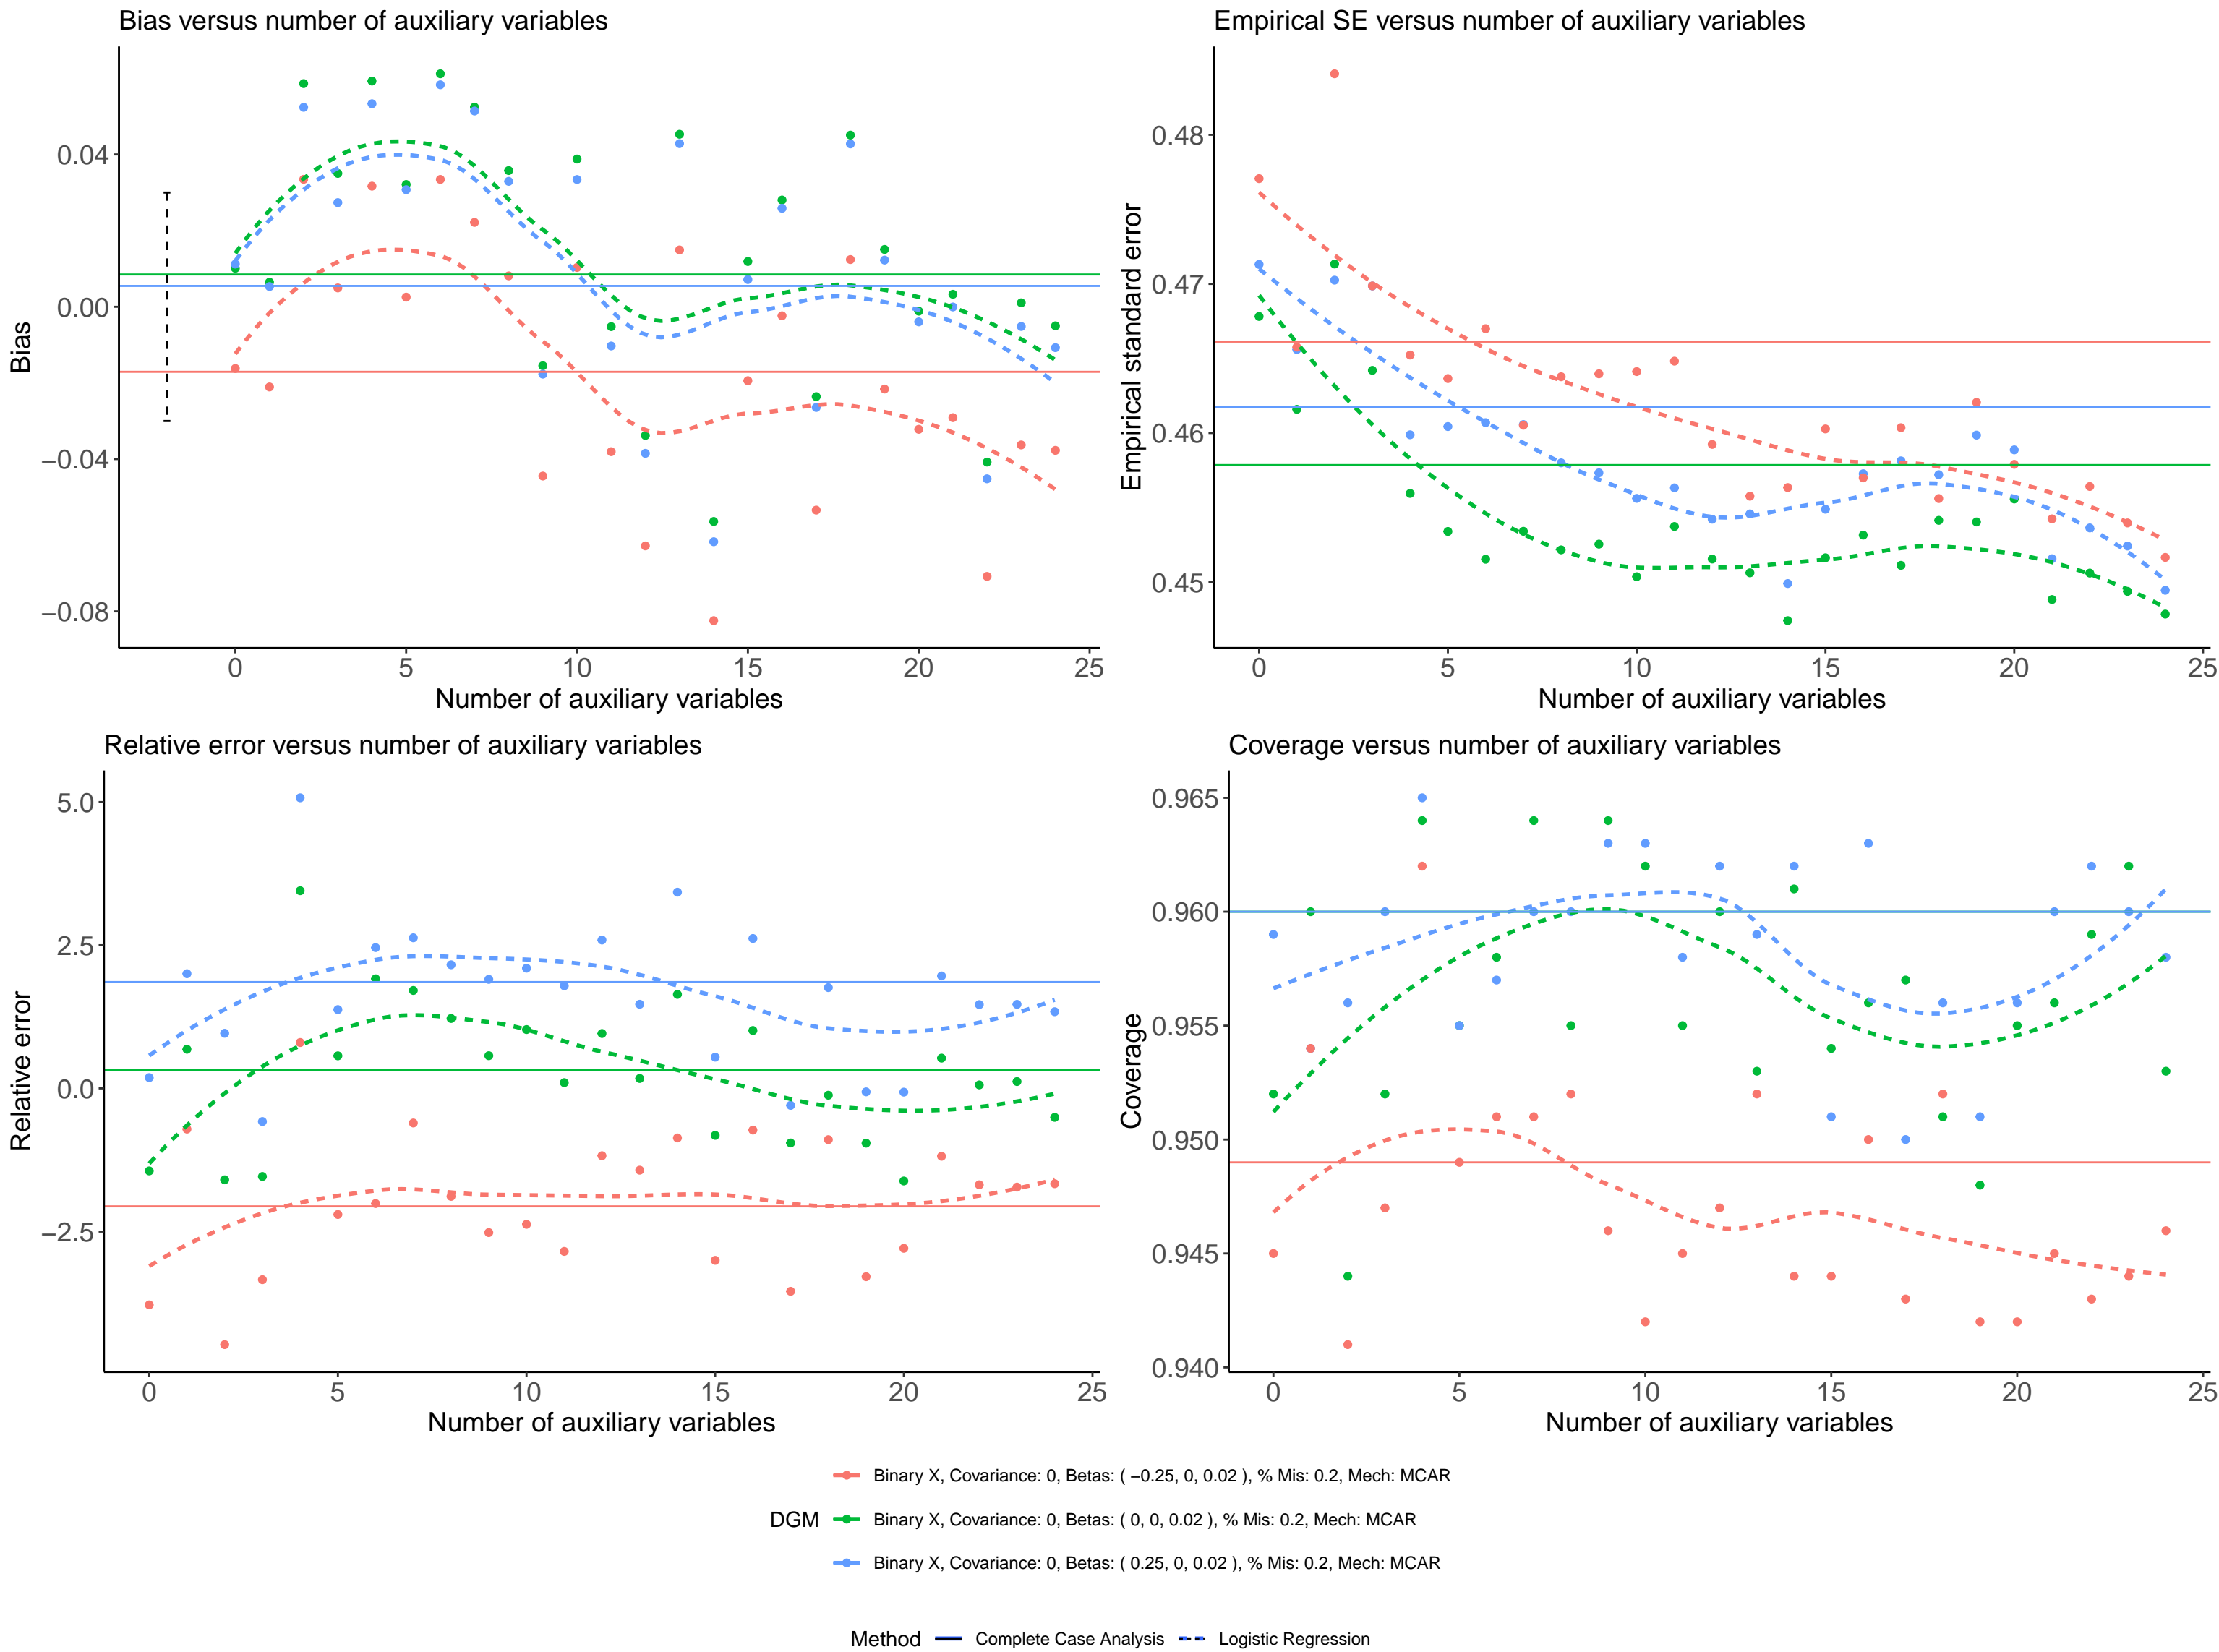 Bias versus number of auxiliary variables
Bias
0.04
0.00
−0.04
−0.08
0 5 10 15 20 25
Number of auxiliary variables
Empirical SE versus number of auxiliary variables
Empirical standard error
0.48
0.47
0.46
0.45
0 5 10 15 20 25
Number of auxiliary variables
Relative error versus number of auxiliary variables
Relative error
5.0
2.5
0.0
−2.5
0 5 10 15 20 25
Number of auxiliary variables
Coverage versus number of auxiliary variables
Coverage
0.965
0.960
0.955
0.950
0.945
0.940
0 5 10 15 20 25
Number of auxiliary variables
DGM
Binary X, Covariance: 0, Betas: ( −0.25, 0, 0.02 ), % Mis: 0.2, Mech: MCAR
Binary X, Covariance: 0, Betas: ( 0, 0, 0.02 ), % Mis: 0.2, Mech: MCAR
Binary X, Covariance: 0, Betas: ( 0.25, 0, 0.02 ), % Mis: 0.2, Mech: MCAR
Method Complete Case Analysis Logistic Regression